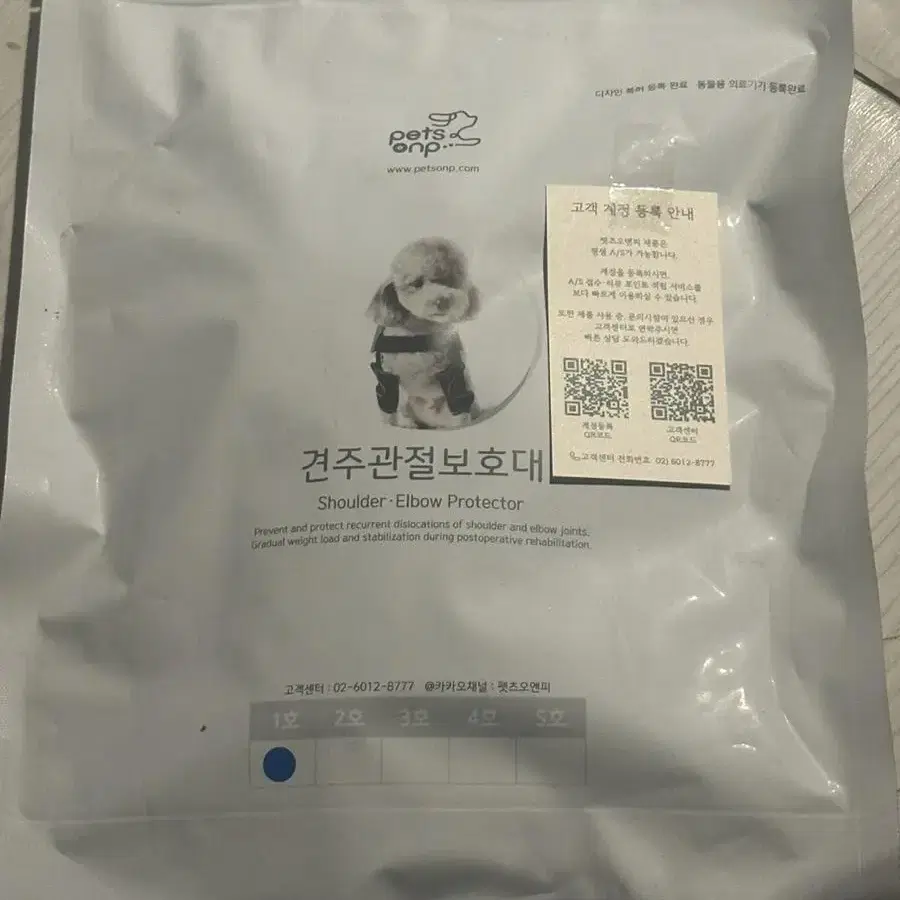 디자인 특허 등록 완료 동물용 의료기기 등록완료
pets
onp
www.petsonp.com
고객 계정 등록 안내
펫츠오앤피 제품은
평생 A/S가 가능합니다.
계정을 등록하시면,
A/S 접수·리뷰 포인트 적립 서비스를
보다 빠르게 이용하실 수 있습니다.
또한 제품 사용 중, 문의사항이 있으신 경우
고객센터로 연락주시면
빠른 상담 도와드리겠습니다.
계정등록
QR코드
고객센터
QR코드
고객센터 전화번호 02) 6012-8777
견주관절보호대
Shoulder·Elbow Protector
Prevent and protect recurrent dislocations of shoulder and elbow joints.
Gradual weight load and stabilization during postoperative rehabilitation.
고객센터 : 02-6012-8777 @카카오채널 : 펫츠오앤피
1호 2호 3호 4호 5호